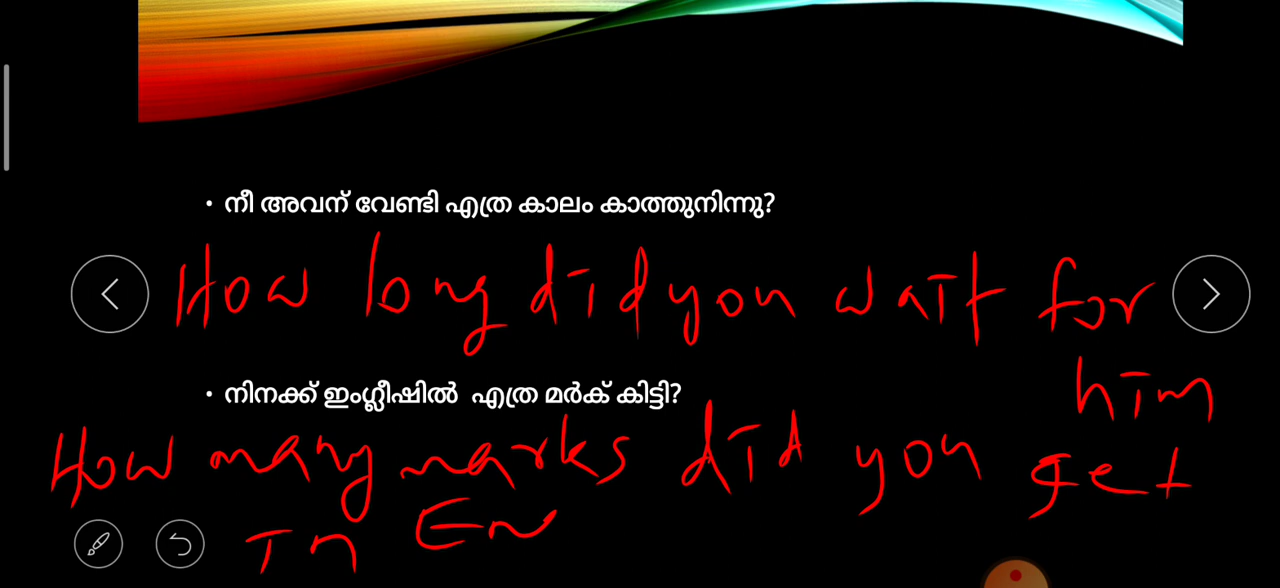 • നീ അവന് വേണ്ടി എത്ര കാലം കാത്തുനിന്നു?
How long did you wait for
him
• നിനക്ക് ഇംഗ്ലീഷിൽ എത്ര മർക് കിട്ടി?
How many marks did you get
In EN